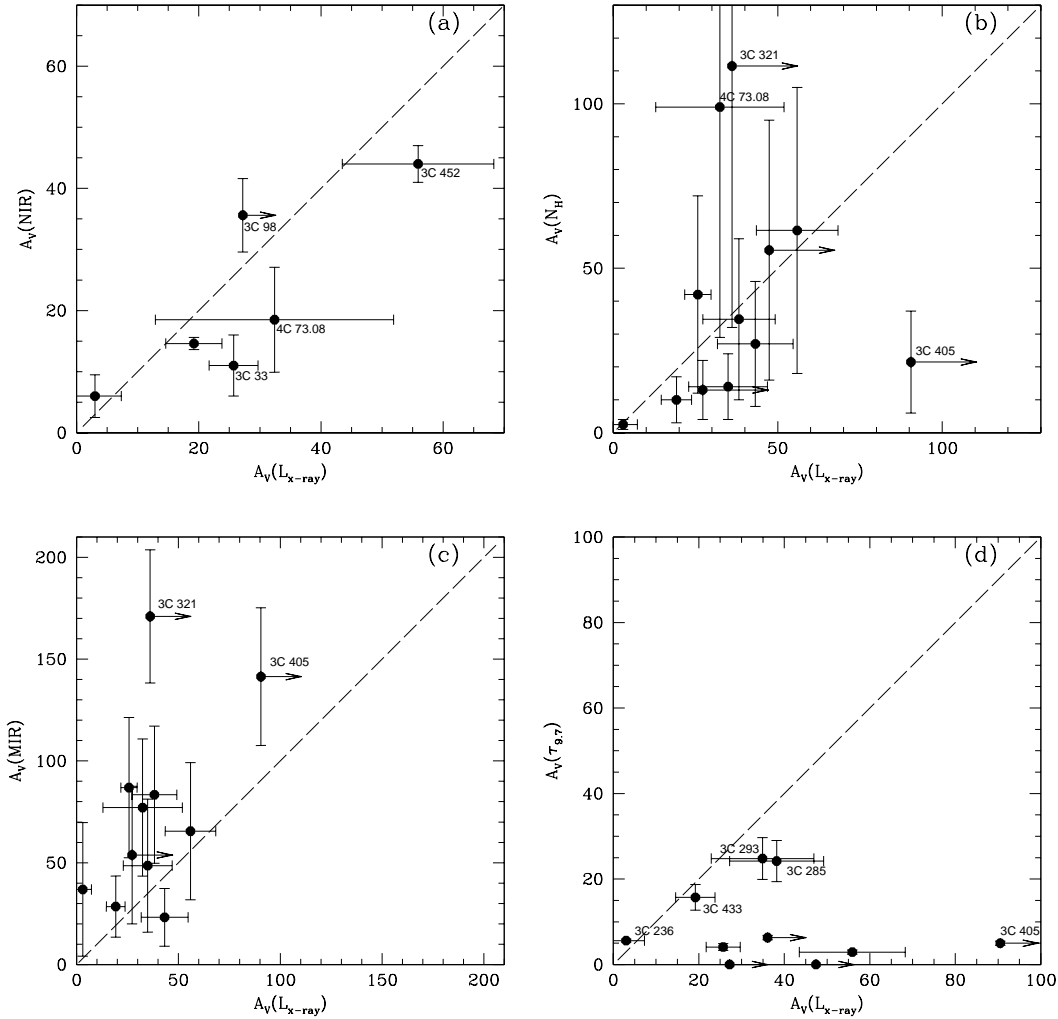 (a)
60
40
20
0
A_V(NIR)
3C 452
3C 98
4C 73.08
3C 33
0 20 40 60
A_V(L_x-ray)
(b)
100
50
0
A_V(N_H)
3C 321
4C 73.08
3C 405
0 50 100
A_V(L_x-ray)
(c)
200
150
100
50
0
A_V(MIR)
3C 321
3C 405
0 50 100 150 200
A_V(L_x-ray)
(d)
100
80
60
40
20
0
A_V(τ_9.7)
3C 293
3C 285
3C 433
3C 236
3C 405
0 20 40 60 80 100
A_V(L_x-ray)